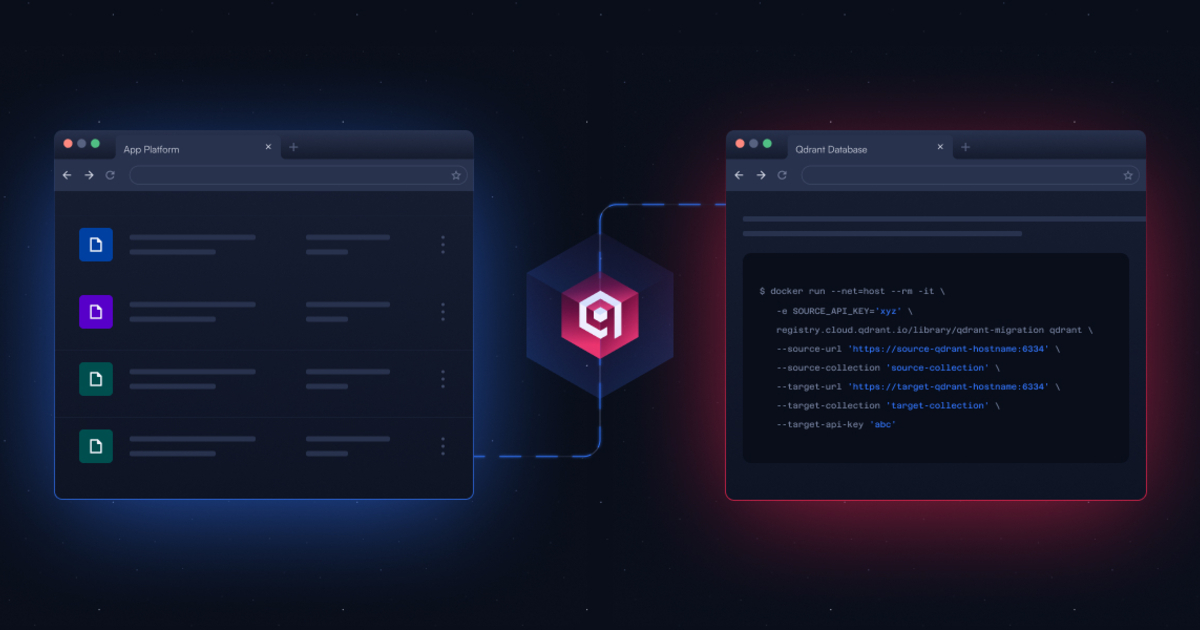 App Platform
Qdrant Database
$ docker run --net=host --rm -it \
-e SOURCE_API_KEY='xyz' \
registry.cloud.qdrant.io/library/qdrant-migration qdrant \
--source-url 'https://source-qdrant-hostname:6334' \
--source-collection 'source-collection' \
--target-url 'https://target-qdrant-hostname:6334' \
--target-collection 'target-collection' \
--target-api-key 'abc'